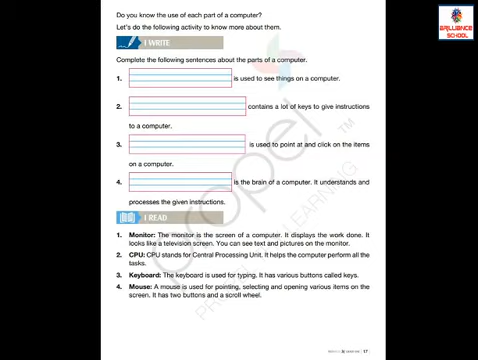 Do you know the use of each part of a computer?
Let's do the following activity to know more about them.
I WRITE
Complete the following sentences about the parts of a computer.
1. is used to see things on a computer.
2. contains a lot of keys to give instructions
to a computer.
3. is used to point at and click on the items
on a computer.
4. is the brain of a computer. It understands and
processes the given instructions.
I READ
1. Monitor: The monitor is the screen of a computer. It displays the work done. It
looks like a television screen. You can see text and pictures on the monitor.
2. CPU: CPU stands for Central Processing Unit. It helps the computer perform all the
tasks.
3. Keyboard: The keyboard is used for typing. It has various buttons called keys.
4. Mouse: A mouse is used for pointing, selecting and opening various items on the
screen. It has two buttons and a scroll wheel.
17
BRILLIANCE
SCHOOL
propel
TM
LEARNING